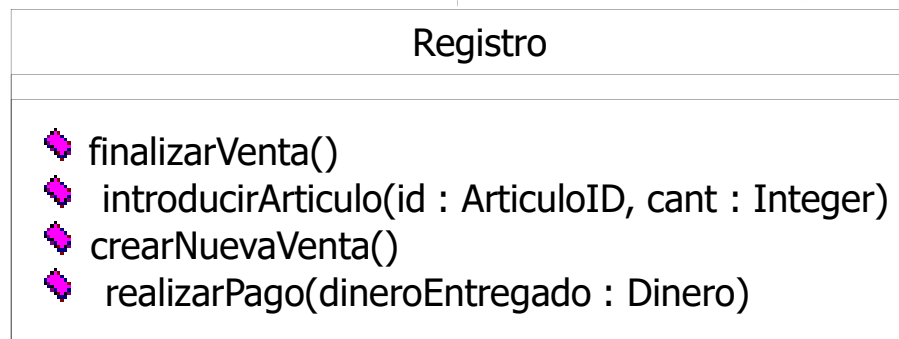 Registro
finalizarVenta()
introducirArticulo(id : ArticuloID, cant : Integer)
crearNuevaVenta()
realizarPago(dineroEntregado : Dinero)